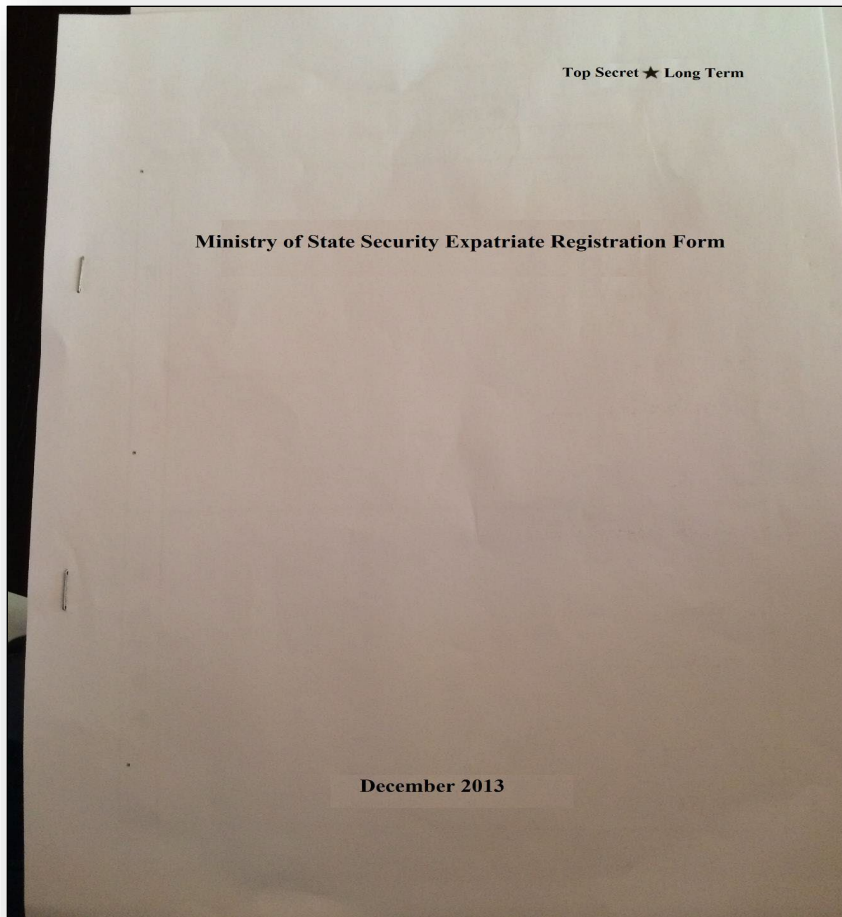 Top Secret ★ Long Term
Ministry of State Security Expatriate Registration Form
December 2013